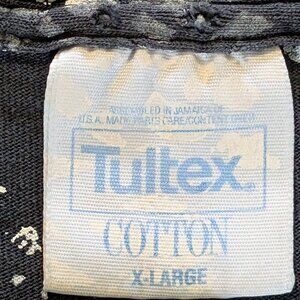 ASSEMBLED IN JAMAICA OF
U.S.A. MADE PARTS CARE/CONTENT OVER
Tultex
COTTON
X-LARGE